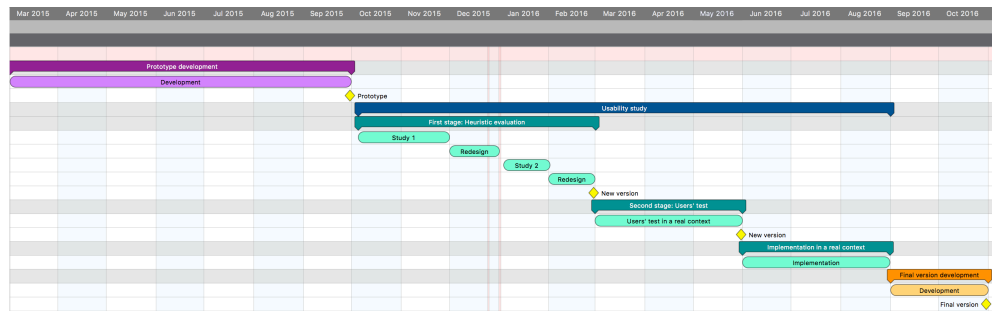 Mar 2015 Apr 2015 May 2015 Jun 2015 Jul 2015 Aug 2015 Sep 2015 Oct 2015 Nov 2015 Dec 2015 Jan 2016 Feb 2016 Mar 2016 Apr 2016 May 2016 Jun 2016 Jul 2016 Aug 2016 Sep 2016 Oct 2016
Prototype development
Development
Prototype
Usability study
First stage: Heuristic evaluation
Study 1
Redesign
Study 2
Redesign
New version
Second stage: Users' test
Users' test in a real context
New version
Implementation in a real context
Implementation
Final version development
Development
Final version